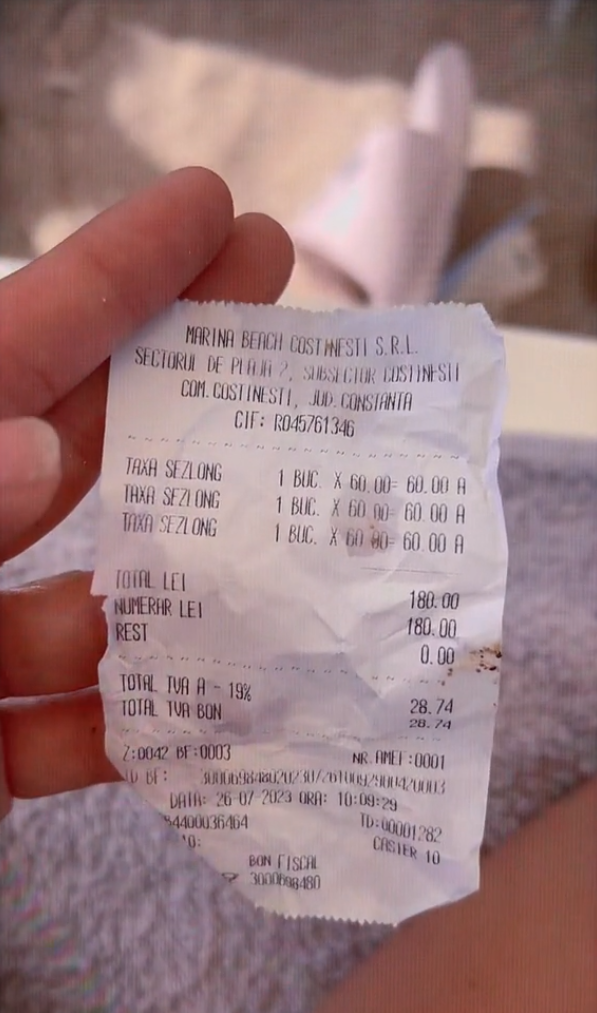 MARINA BEACH COSTINESTI S.R.L.
SECTORUL DE PLAJA 2, SUBSECTOR COSTINESTI
COM. COSTINESTI, JUD. CONSTANTA
CIF: RO45761346
TAXA SEZLONG 1 BUC. X 60.00= 60.00 A
TAXA SEZLONG 1 BUC. X 60.00= 60.00 A
TAXA SEZLONG 1 BUC. X 60.00= 60.00 A
TOTAL LEI 180.00
NUMERAR LEI 180.00
REST 0.00
TOTAL TVA A - 19% 28.74
TOTAL TVA BON 28.74
Z:0042 BF:0003 NR.AMEF:0001
ID BF:
DATA: 26-07-2023 ORA: 10:09:29
4400036464 TD:00001282
CASIER 10
BON FISCAL
3000698480